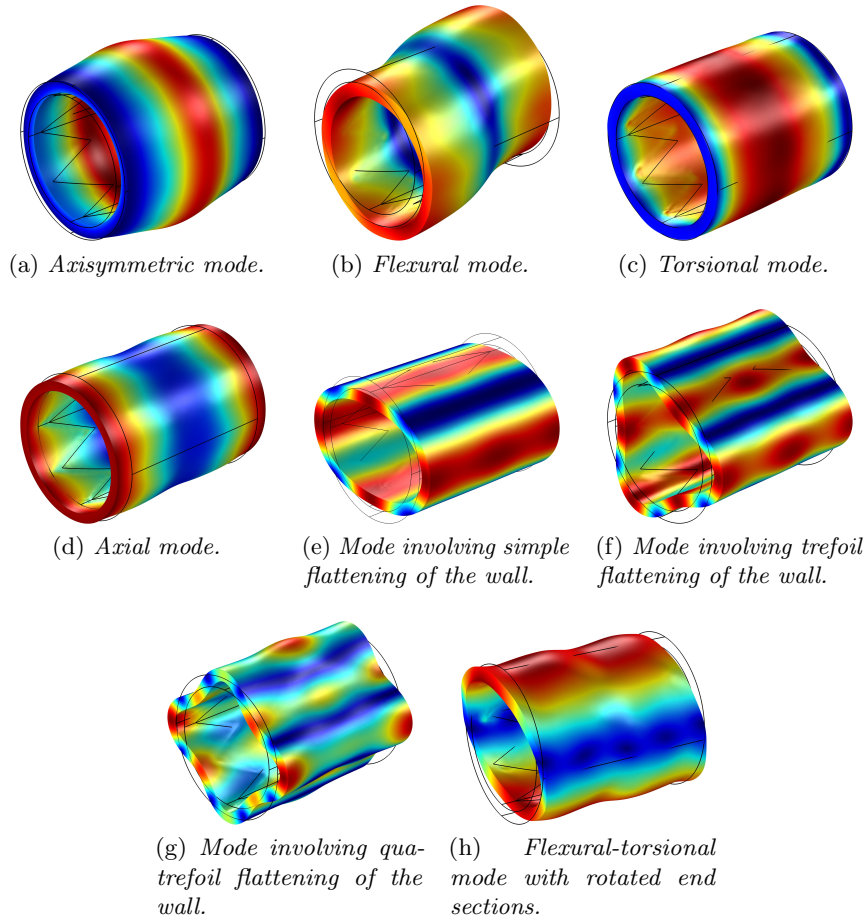 (a) Axisymmetric mode.
(b) Flexural mode.
(c) Torsional mode.
(d) Axial mode.
(e) Mode involving simple
flattening of the wall.
(f) Mode involving trefoil
flattening of the wall.
(g) Mode involving qua-
trefoil flattening of the
wall.
(h) Flexural-torsional
mode with rotated end
sections.